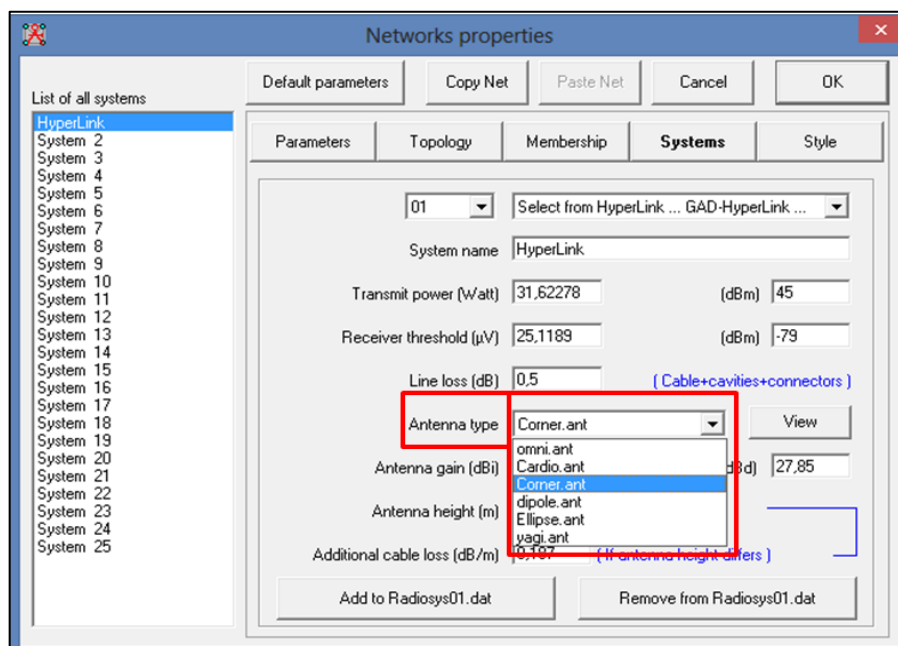 Networks properties
Default parameters
Copy Net
Paste Net
Cancel
OK
List of all systems
HyperLink
System 2
System 3
System 4
System 5
System 6
System 7
System 8
System 9
System 10
System 11
System 12
System 13
System 14
System 15
System 16
System 17
System 18
System 19
System 20
System 21
System 22
System 23
System 24
System 25
Parameters
Topology
Membership
Systems
Style
01
Select from HyperLink ... GAD-HyperLink ...
System name
HyperLink
Transmit power (Watt)
31,62278
(dBm)
45
Receiver threshold (µV)
25,1189
(dBm)
-79
Line loss (dB)
0,5
( Cable+cavities+connectors )
Antenna type
Corner.ant
View
omni.ant
Cardio.ant
Corner.ant
dipole.ant
Ellipse.ant
yagi.ant
Antenna gain (dBi)
27,85
Antenna height (m)
Additional cable loss (dB/m)
( If antenna height differs )
Add to Radiosys01.dat
Remove from Radiosys01.dat